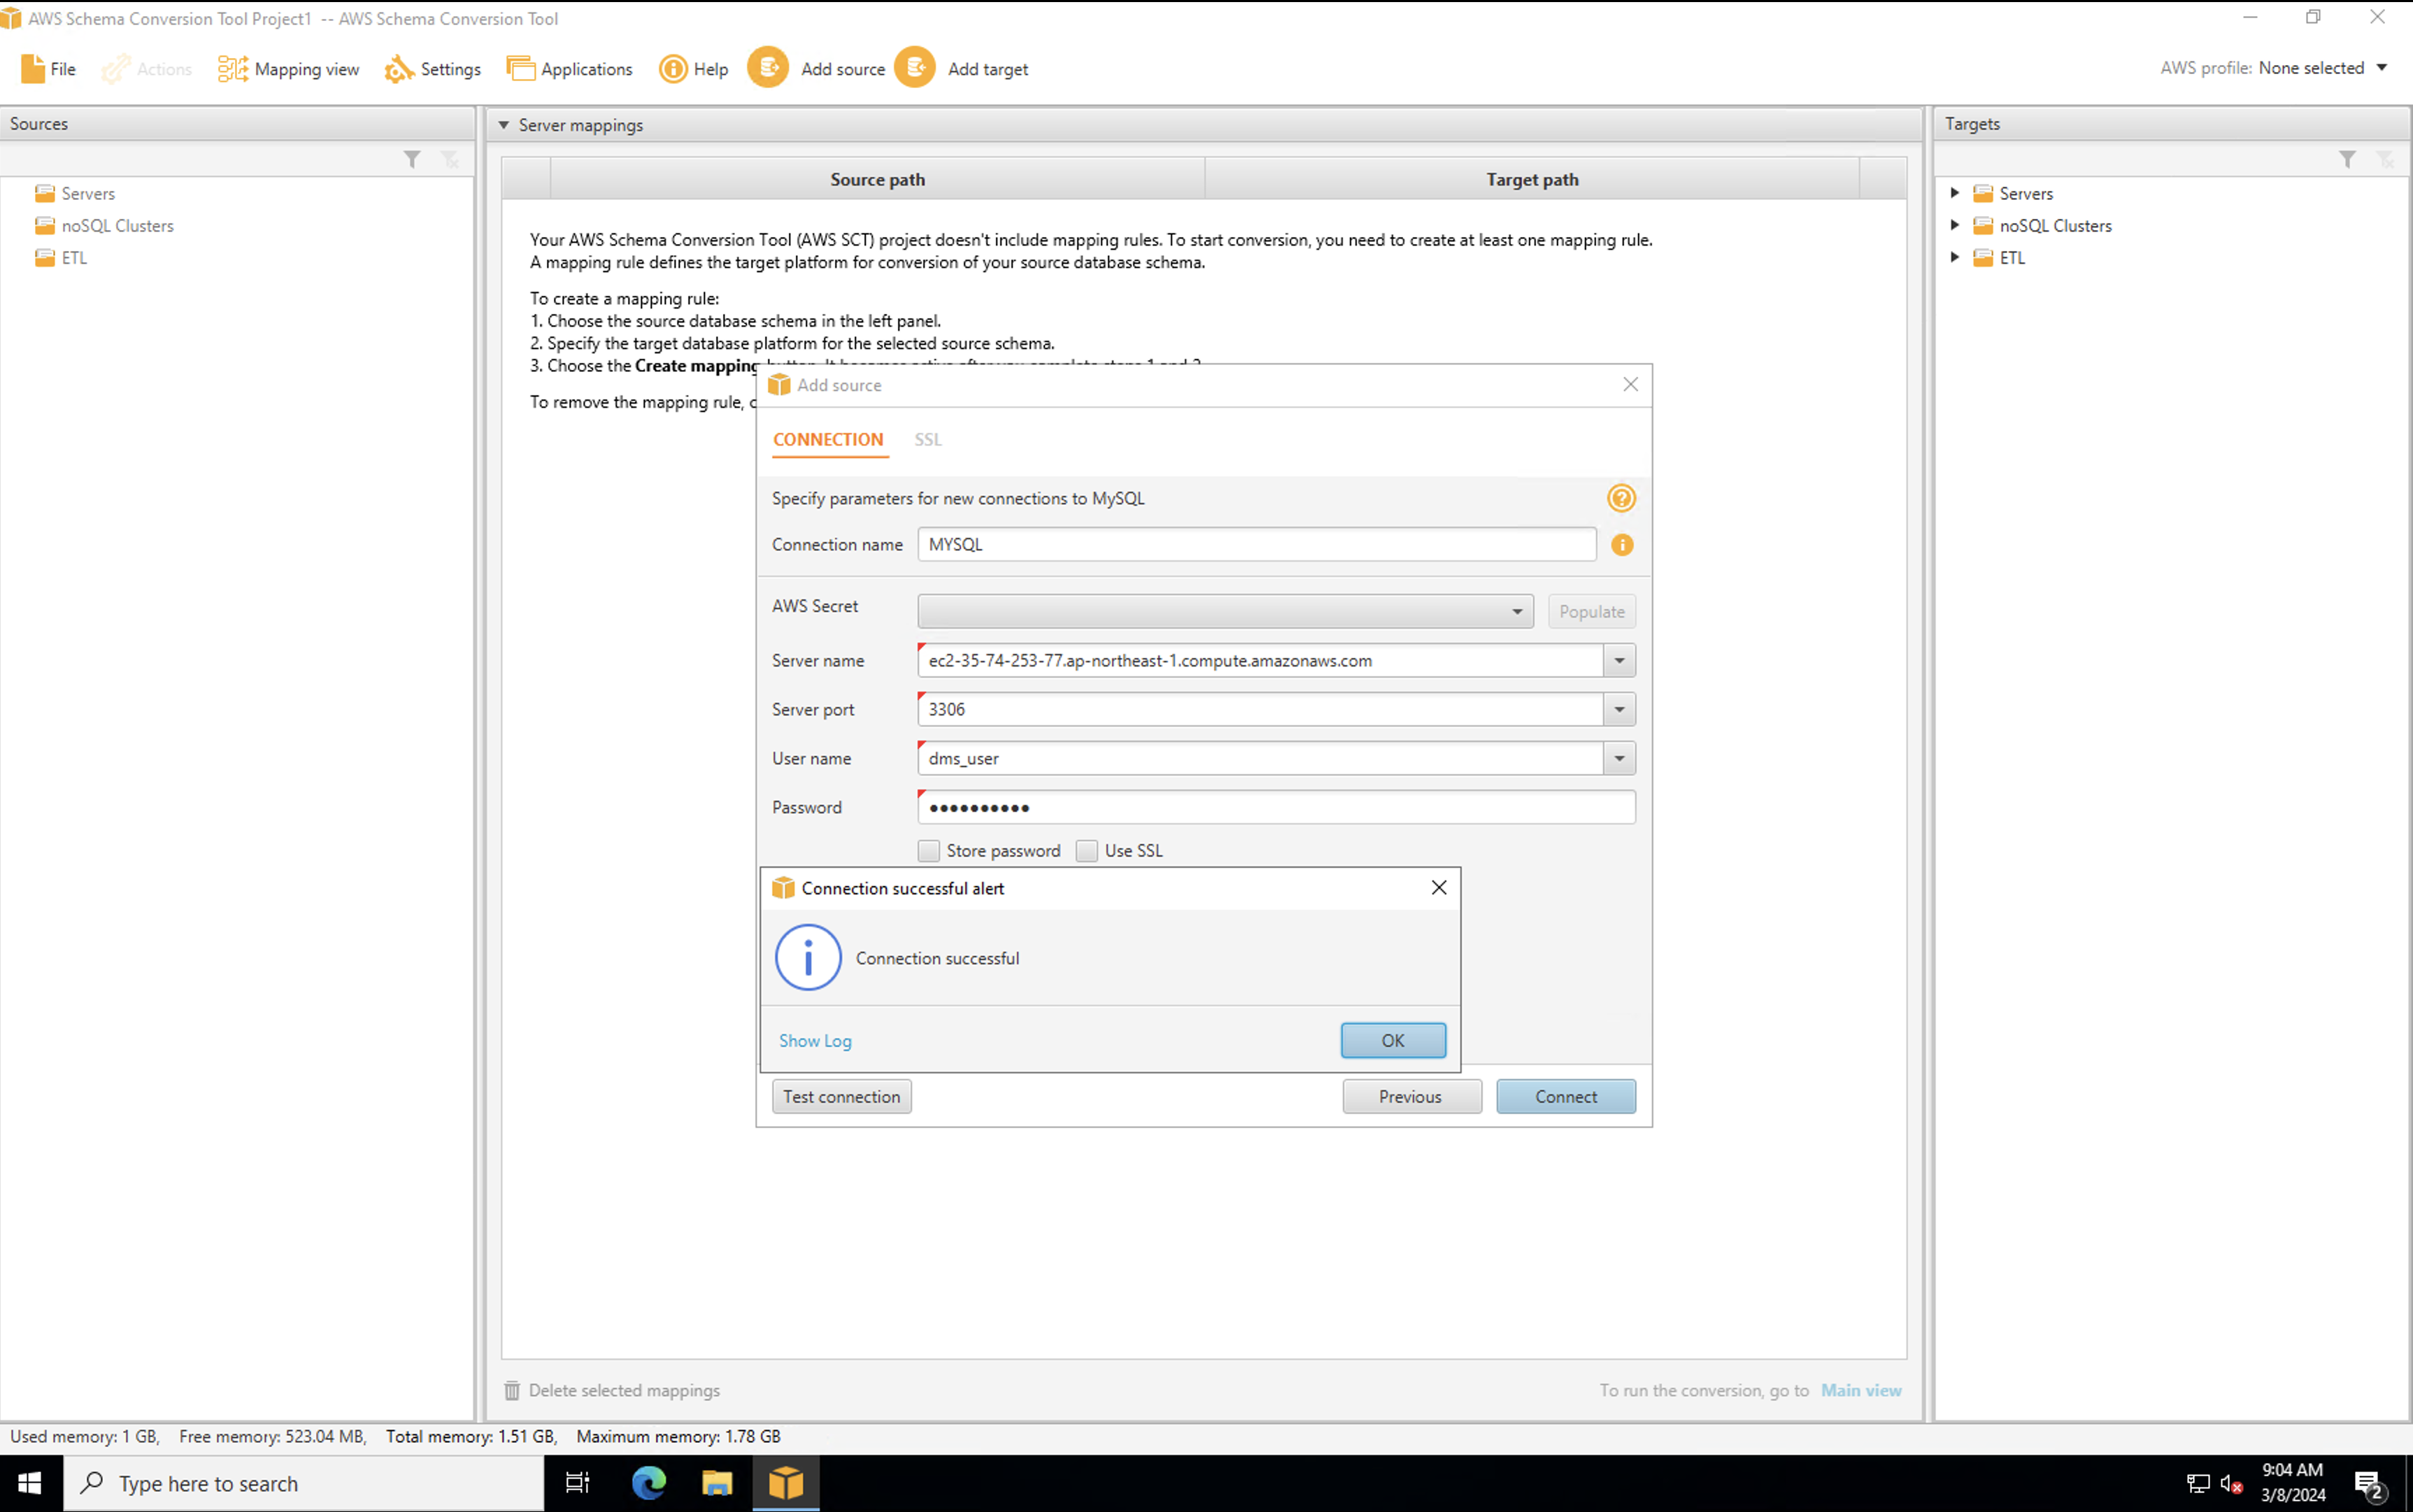 AWS Schema Conversion Tool Project1 -- AWS Schema Conversion Tool
File Actions Mapping view Settings Applications Help Add source Add target AWS profile: None selected
Sources
Servers
noSQL Clusters
ETL
Server mappings
Source path Target path
Your AWS Schema Conversion Tool (AWS SCT) project doesn't include mapping rules. To start conversion, you need to create at least one mapping rule.
A mapping rule defines the target platform for conversion of your source database schema.
To create a mapping rule:
1. Choose the source database schema in the left panel.
2. Specify the target database platform for the selected source schema.
3. Choose the Create mapping
To remove the mapping rule, c
Add source
CONNECTION SSL
Specify parameters for new connections to MySQL
Connection name MYSQL
AWS Secret Populate
Server name ec2-35-74-253-77.ap-northeast-1.compute.amazonaws.com
Server port 3306
User name dms_user
Password ••••••••••
Store password Use SSL
Connection successful alert
Connection successful
Show Log OK
Test connection Previous Connect
Delete selected mappings To run the conversion, go to Main view
Targets
Servers
noSQL Clusters
ETL
Used memory: 1 GB, Free memory: 523.04 MB, Total memory: 1.51 GB, Maximum memory: 1.78 GB
Type here to search
9:04 AM
3/8/2024
2